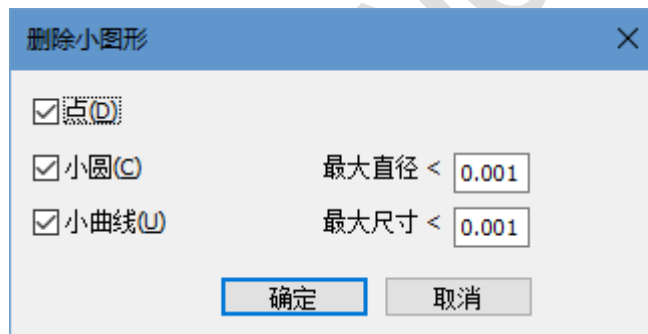 删除小图形
点(D)
小圆(C) 最大直径 < 0.001
小曲线(U) 最大尺寸 < 0.001
确定 取消